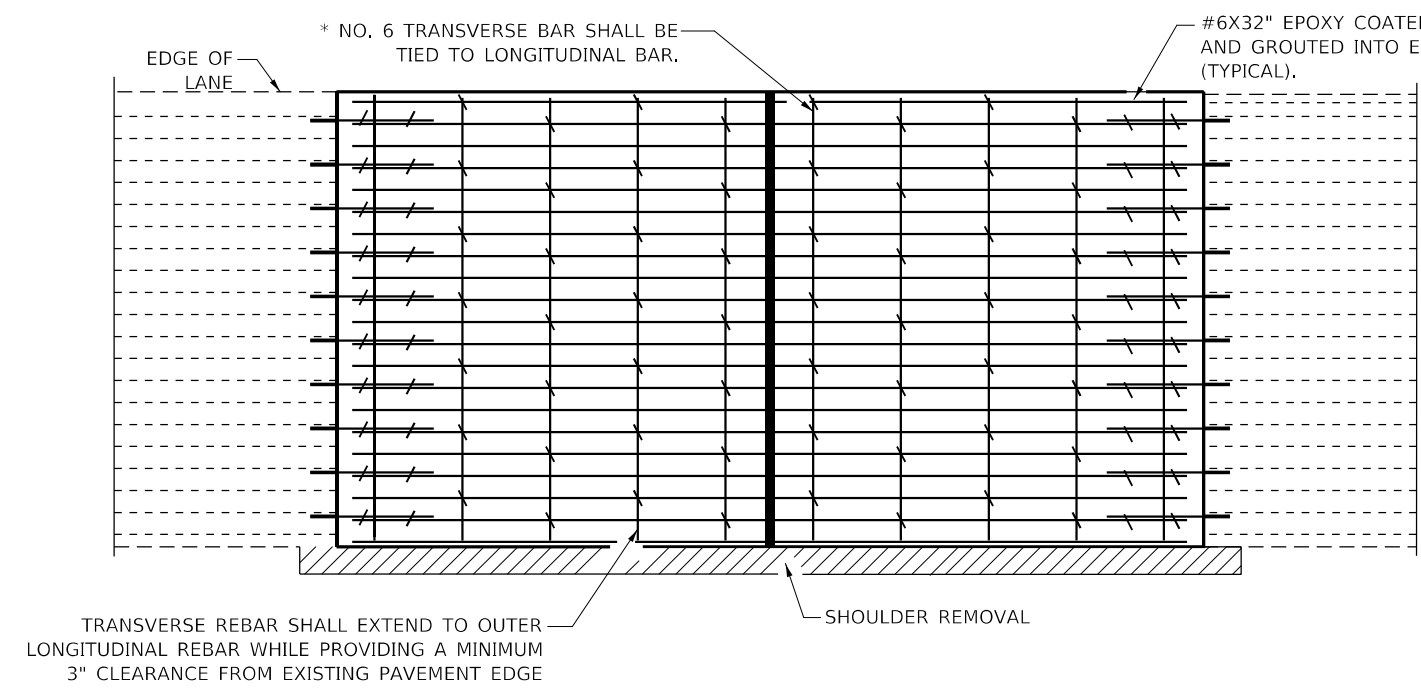 * NO. 6 TRANSVERSE BAR SHALL BE
TIED TO LONGITUDINAL BAR.
#6X32" EPOXY COATE
AND GROUTED INTO E
(TYPICAL).
EDGE OF
LANE
TRANSVERSE REBAR SHALL EXTEND TO OUTER
LONGITUDINAL REBAR WHILE PROVIDING A MINIMUM
3" CLEARANCE FROM EXISTING PAVEMENT EDGE
SHOULDER REMOVAL